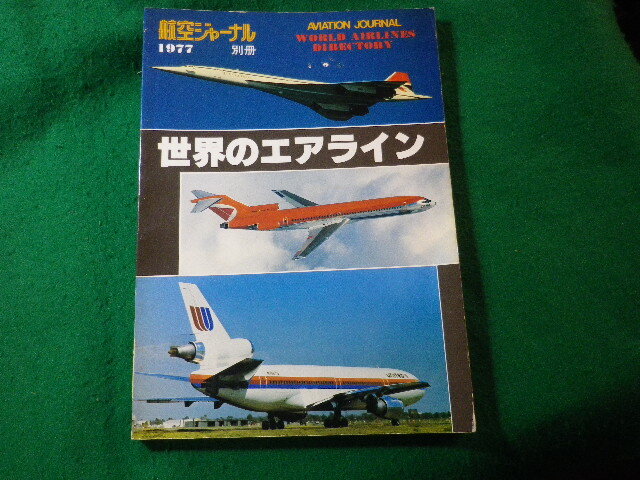 航空ジャーナル
1977 別冊
AVIATION JOURNAL
WORLD AIRLINES
DIRECTORY
世界のエアライン